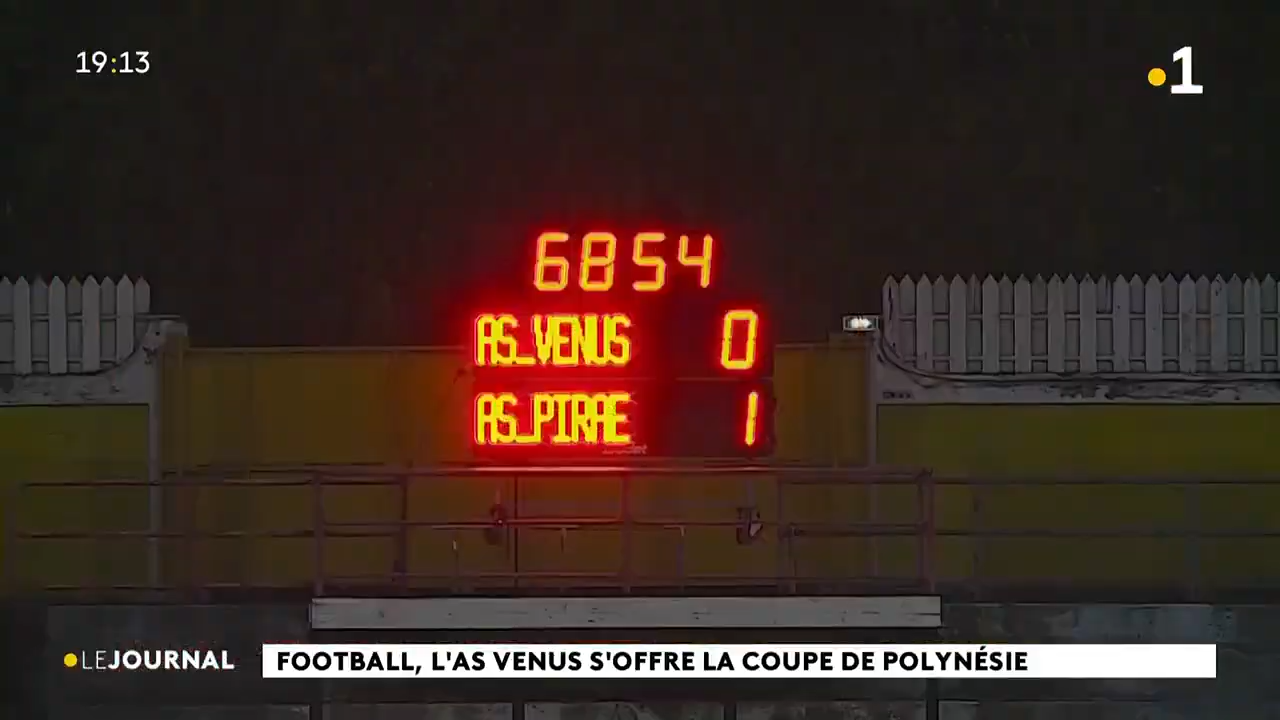 19:13
1
6854
AS_VENUS 0
AS_PIRAE 1
LEJOURNAL
FOOTBALL, L'AS VENUS S'OFFRE LA COUPE DE POLYNÉSIE